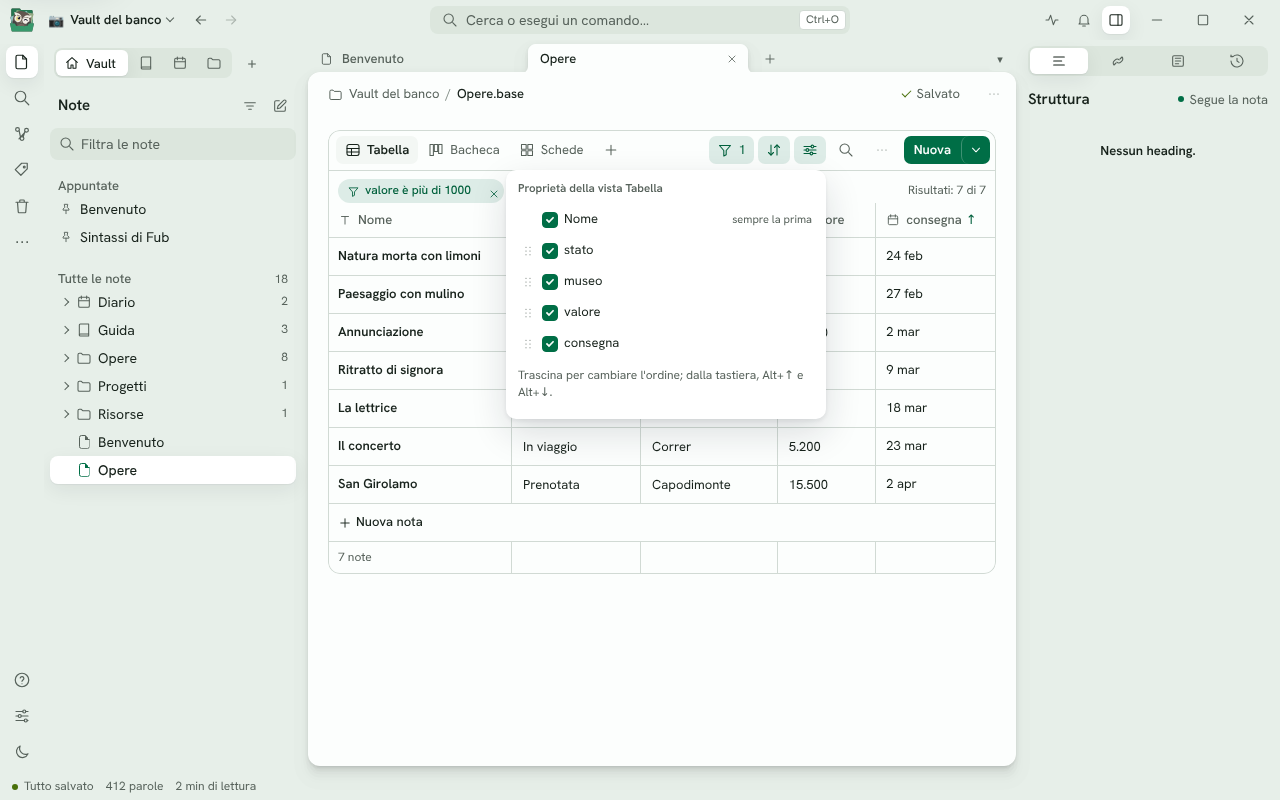 Vault del banco
Cerca o esegui un comando...
Ctrl+O
Vault
Benvenuto
Opere
Note
Filtra le note
Vault del banco / Opere.base
Salvato
Struttura
Segue la nota
Nessun heading.
Appuntate
Benvenuto
Sintassi di Fub
Tutte le note 18
Diario 2
Guida 3
Opere 8
Progetti 1
Risorse 1
Benvenuto
Opere
Tabella
Bacheca
Schede
1
Nuova
valore è più di 1000
Risultati: 7 di 7
Nome
consegna ↑
Proprietà della vista Tabella
Nome sempre la prima
stato
museo
valore
consegna
Trascina per cambiare l'ordine; dalla tastiera, Alt+↑ e
Alt+↓.
Natura morta con limoni 24 feb
Paesaggio con mulino 27 feb
Annunciazione 2 mar
Ritratto di signora 9 mar
La lettrice 18 mar
Il concerto In viaggio Correr 5.200 23 mar
San Girolamo Prenotata Capodimonte 15.500 2 apr
Nuova nota
7 note
Tutto salvato 412 parole 2 min di lettura